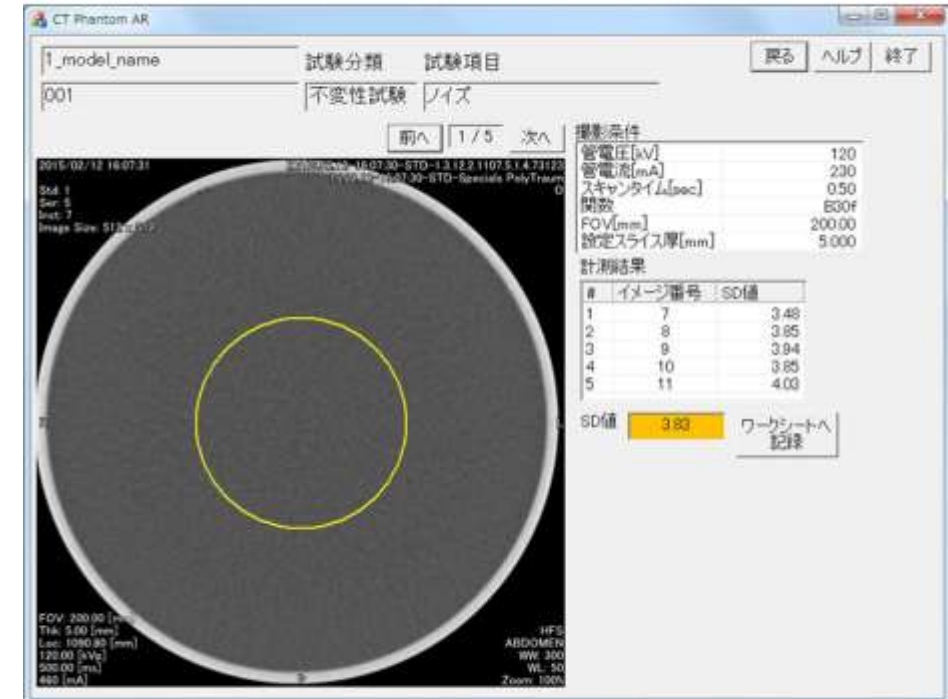 CT Phantom AR
1_model_name 試験分類 試験項目 戻る ヘルプ 終了
001 不変性試験 ノイズ
前へ 1 / 5 次へ
撮影条件
管電圧[kV] 120
管電流[mA] 230
スキャンタイム[sec] 0.50
関数 B30f
FOV[mm] 200.00
設定スライス厚[mm] 5.000
計測結果
# イメージ番号 SD値
1 7 3.48
2 8 3.85
3 9 3.94
4 10 3.85
5 11 4.03
SD値 3.83 ワークシートへ
記録
2015/02/12 16:07:31
Std: 1
Ser: 5
Inst: 7
Image Size:
FOV: 200.00
Thk: 5.00 [mm]
Loc: 1090.80 [mm]
120.00 [kVp]
500.00 [ms]
460 [mA]
HFS
ABDOMEN
WW: 300
WL: 50
Zoom: 100%